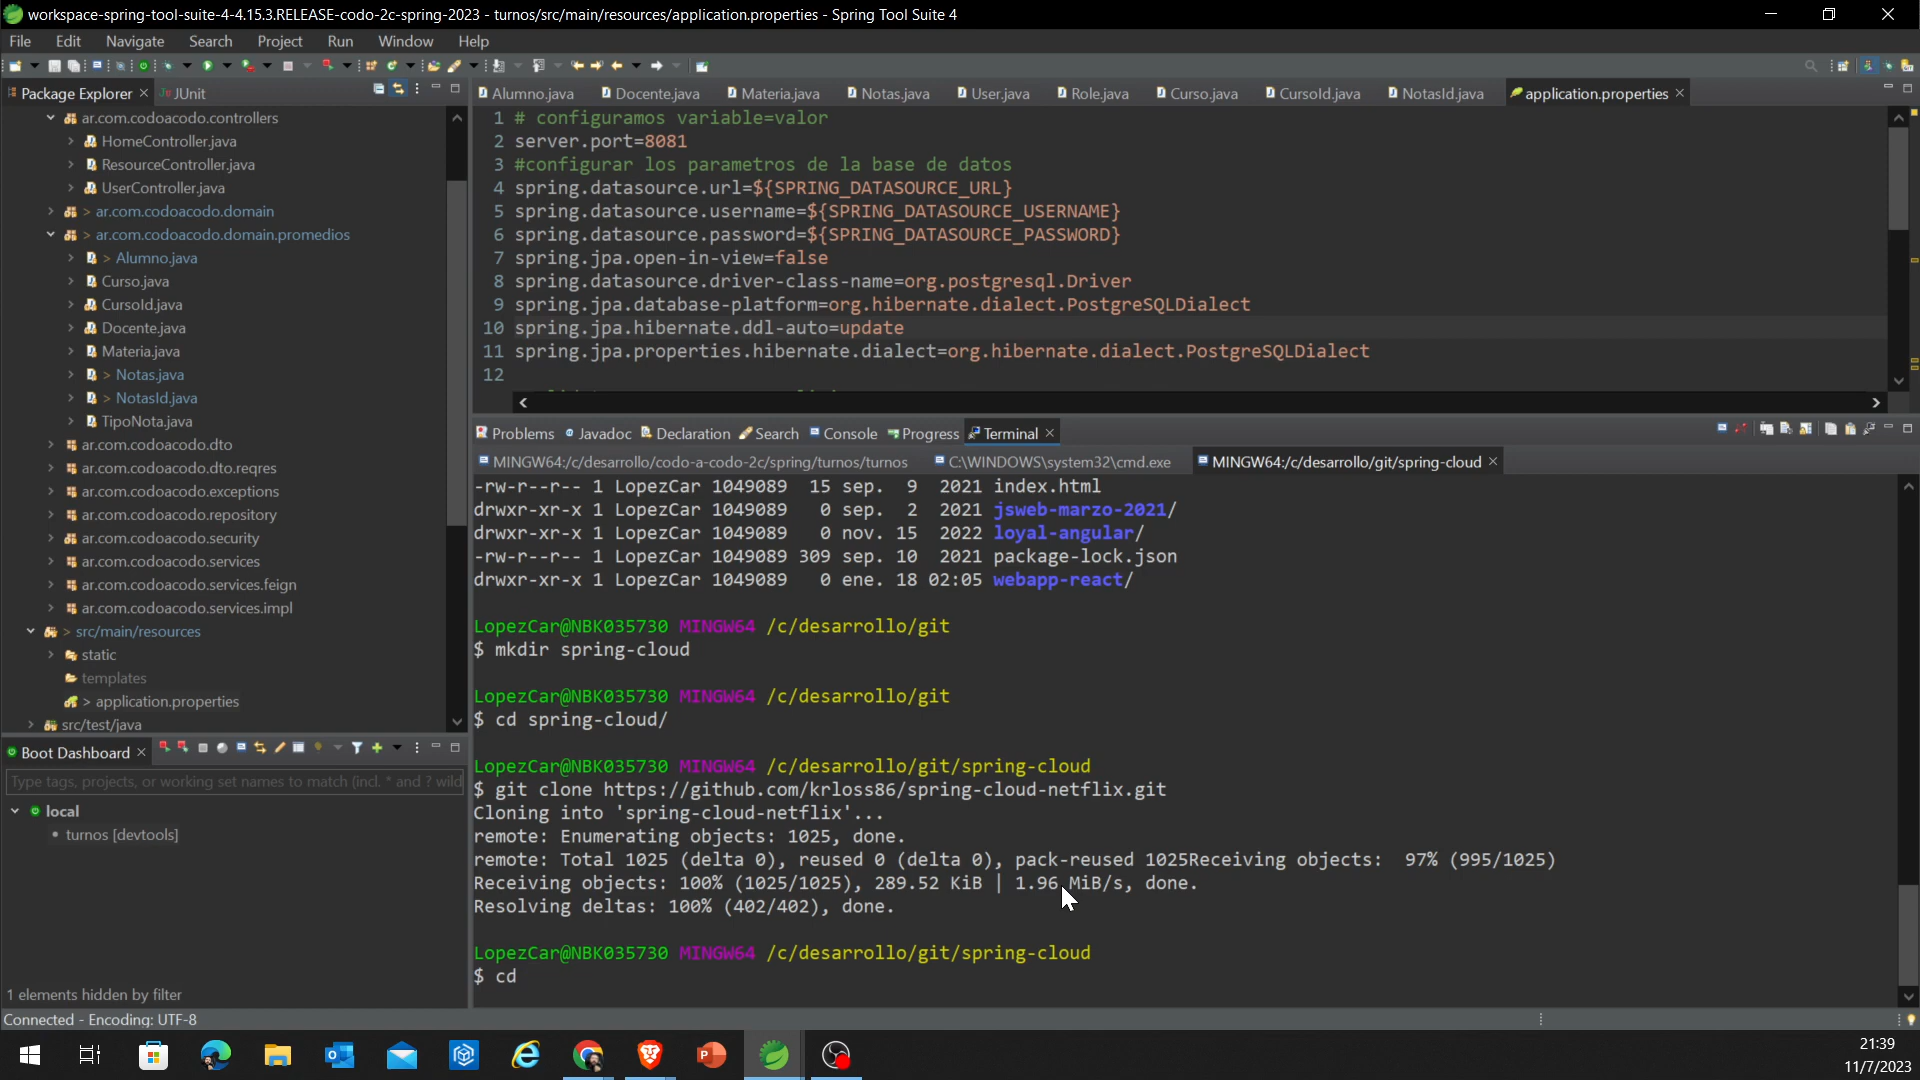 workspace-spring-tool-suite-4-4.15.3.RELEASE-codo-2c-spring-2023 - turnos/src/main/resources/application.properties - Spring Tool Suite 4
File Edit Navigate Search Project Run Window Help
Package Explorer JUnit
ar.com.codoacodo.controllers
HomeController.java
ResourceController.java
UserController.java
> ar.com.codoacodo.domain
> ar.com.codoacodo.domain.promedios
> Alumno.java
Curso.java
CursoId.java
Docente.java
Materia.java
> Notas.java
> NotasId.java
TipoNota.java
ar.com.codoacodo.dto
ar.com.codoacodo.dto.reqres
ar.com.codoacodo.exceptions
ar.com.codoacodo.repository
ar.com.codoacodo.security
ar.com.codoacodo.services
ar.com.codoacodo.services.feign
ar.com.codoacodo.services.impl
> src/main/resources
static
templates
> application.properties
src/test/java
Boot Dashboard
Type tags, projects, or working set names to match (incl. * and ? wild
local
turnos [devtools]
1 elements hidden by filter
Alumno.java Docente.java Materia.java Notas.java User.java Role.java Curso.java CursoId.java NotasId.java application.properties
1 # configuramos variable=valor
2 server.port=8081
3 #configurar los parametros de la base de datos
4 spring.datasource.url=${SPRING_DATASOURCE_URL}
5 spring.datasource.username=${SPRING_DATASOURCE_USERNAME}
6 spring.datasource.password=${SPRING_DATASOURCE_PASSWORD}
7 spring.jpa.open-in-view=false
8 spring.datasource.driver-class-name=org.postgresql.Driver
9 spring.jpa.database-platform=org.hibernate.dialect.PostgreSQLDialect
10 spring.jpa.hibernate.ddl-auto=update
11 spring.jpa.properties.hibernate.dialect=org.hibernate.dialect.PostgreSQLDialect
12
Problems Javadoc Declaration Search Console Progress Terminal
MINGW64:/c/desarrollo/codo-a-codo-2c/spring/turnos/turnos C:\WINDOWS\system32\cmd.exe MINGW64:/c/desarrollo/git/spring-cloud
-rw-r--r-- 1 LopezCar 1049089 15 sep. 9 2021 index.html
drwxr-xr-x 1 LopezCar 1049089 0 sep. 2 2021 jsweb-marzo-2021/
drwxr-xr-x 1 LopezCar 1049089 0 nov. 15 2022 loyal-angular/
-rw-r--r-- 1 LopezCar 1049089 309 sep. 10 2021 package-lock.json
drwxr-xr-x 1 LopezCar 1049089 0 ene. 18 02:05 webapp-react/
LopezCar@NBK035730 MINGW64 /c/desarrollo/git
$ mkdir spring-cloud
LopezCar@NBK035730 MINGW64 /c/desarrollo/git
$ cd spring-cloud/
LopezCar@NBK035730 MINGW64 /c/desarrollo/git/spring-cloud
$ git clone https://github.com/krloss86/spring-cloud-netflix.git
Cloning into 'spring-cloud-netflix'...
remote: Enumerating objects: 1025, done.
remote: Total 1025 (delta 0), reused 0 (delta 0), pack-reused 1025Receiving objects: 97% (995/1025)
Receiving objects: 100% (1025/1025), 289.52 KiB | 1.96 MiB/s, done.
Resolving deltas: 100% (402/402), done.
LopezCar@NBK035730 MINGW64 /c/desarrollo/git/spring-cloud
$ cd
Connected - Encoding: UTF-8
21:39
11/7/2023